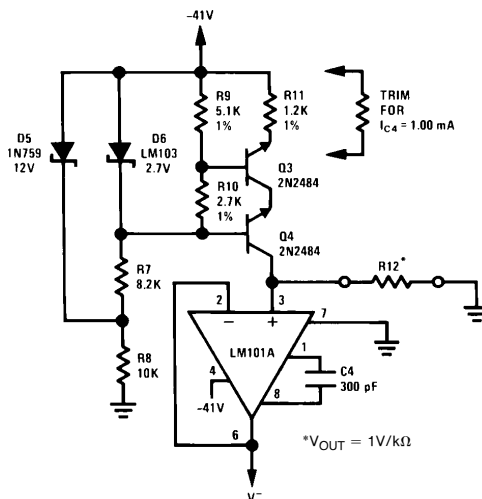 −41V
R9
5.1K
1%
R11
1.2K
1%
TRIM
FOR
IC4 = 1.00 mA
D5
1N759
12V
D6
LM103
2.7V
Q3
2N2484
R10
2.7K
1%
Q4
2N2484
R7
8.2K
R12*
2
3
7
−
+
LM101A
1
C4
300 pF
R8
10K
4
−41V
8
6
*VOUT = 1V/kΩ
V−